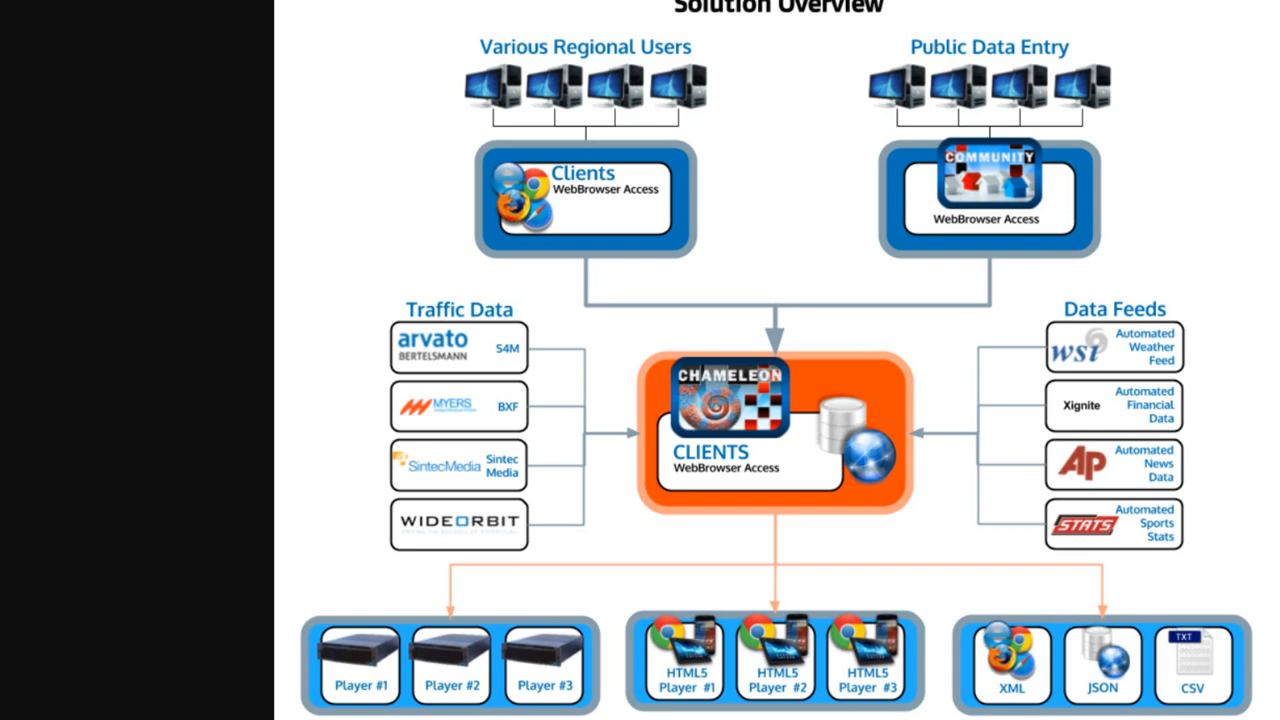 Solution Overview
Various Regional Users
Public Data Entry
Clients
WebBrowser Access
COMMUNITY
WebBrowser Access
Traffic Data
arvato
BERTELSMANN
S4M
MYERS
BXF
SintecMedia
Sintec
Media
WIDEORBIT
CHAMELEON
CLIENTS
WebBrowser Access
Data Feeds
wsi
Automated
Weather
Feed
Xignite
Automated
Financial
Data
AP
Automated
News
Data
STATS
Automated
Sports
Stats
Player #1
Player #2
Player #3
HTML5
Player #1
HTML5
Player #2
HTML5
Player #3
XML
JSON
TXT
CSV